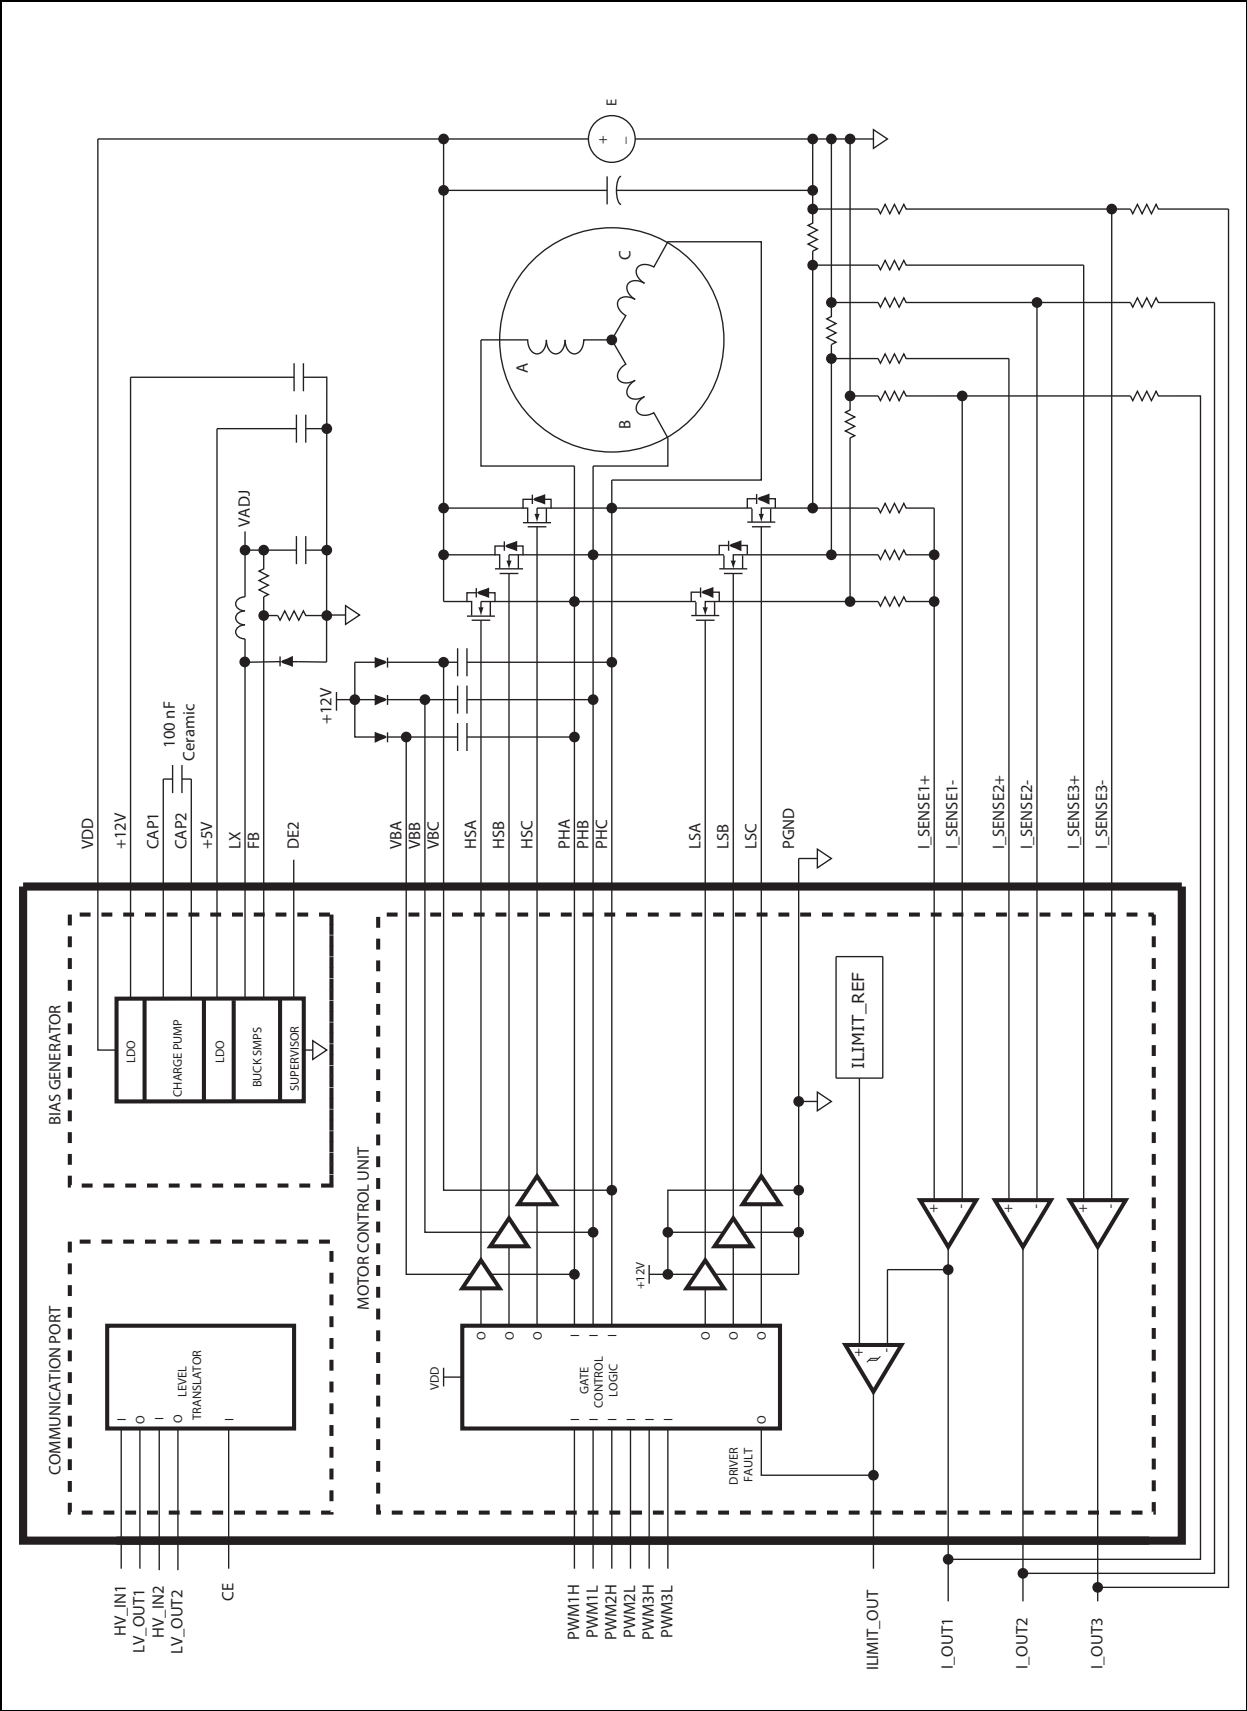 COMMUNICATION PORT
BIAS GENERATOR
HV_IN1
LV_OUT1
HV_IN2
LV_OUT2
CE
I
O
I
O
I
LEVEL
TRANSLATOR
LDO
CHARGE PUMP
LDO
BUCK SMPS
SUPERVISOR
VDD
+12V
CAP1
CAP2
100 nF
Ceramic
+5V
LX
FB
VADJ
DE2
MOTOR CONTROL UNIT
+12V
VBA
VBB
VBC
HSA
HSB
HSC
PHA
PHB
PHC
LSA
LSB
LSC
PGND
VDD
GATE
CONTROL
LOGIC
O
O
O
I
I
I
O
O
O
I
I
I
I
I
I
O
+12V
DRIVER
FAULT
PWM1H
PWM1L
PWM2H
PWM2L
PWM3H
PWM3L
A
B
C
E
+
−
ILIMIT_REF
+
-
ILIMIT_OUT
+
-
+
-
+
-
I_SENSE1+
I_SENSE1-
I_SENSE2+
I_SENSE2-
I_SENSE3+
I_SENSE3-
I_OUT1
I_OUT2
I_OUT3